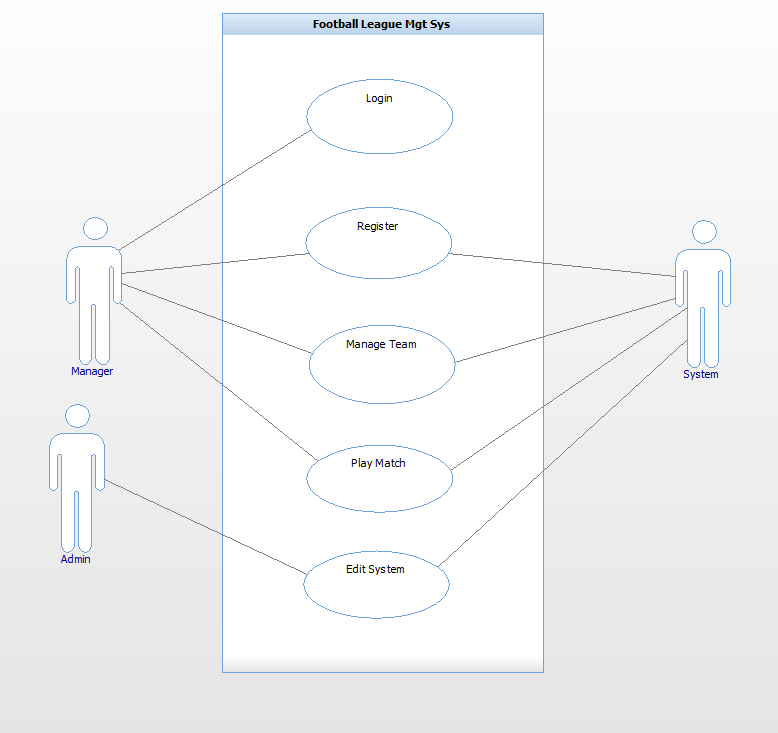 Football League Mgt Sys
Login
Register
Manage Team
Play Match
Edit System
Manager
Admin
System